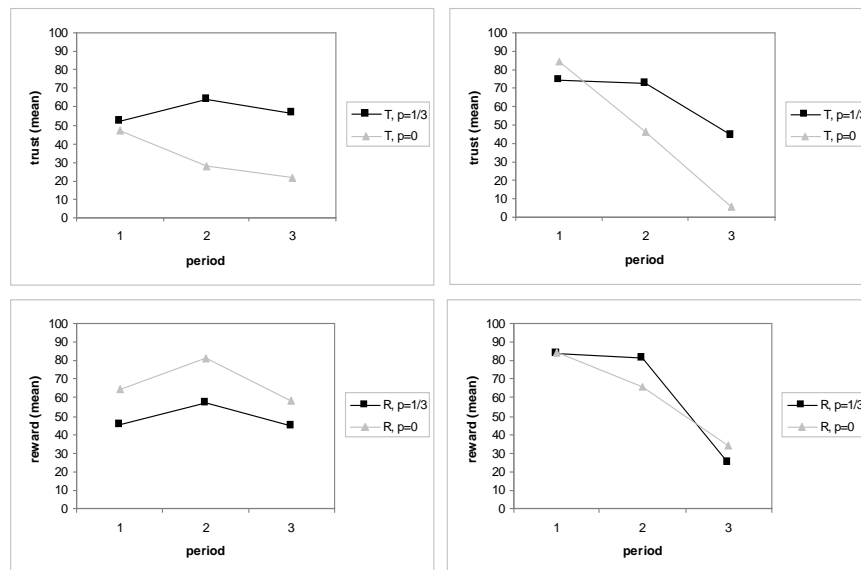 100
90
80
70
60
50
40
30
20
10
0
trust (mean)
1 2 3
period
T, p=1/3
T, p=0
100
90
80
70
60
50
40
30
20
10
0
trust (mean)
1 2 3
period
T, p=1/3
T, p=0
100
90
80
70
60
50
40
30
20
10
0
reward (mean)
1 2 3
period
R, p=1/3
R, p=0
100
90
80
70
60
50
40
30
20
10
0
reward (mean)
1 2 3
period
R, p=1/3
R, p=0